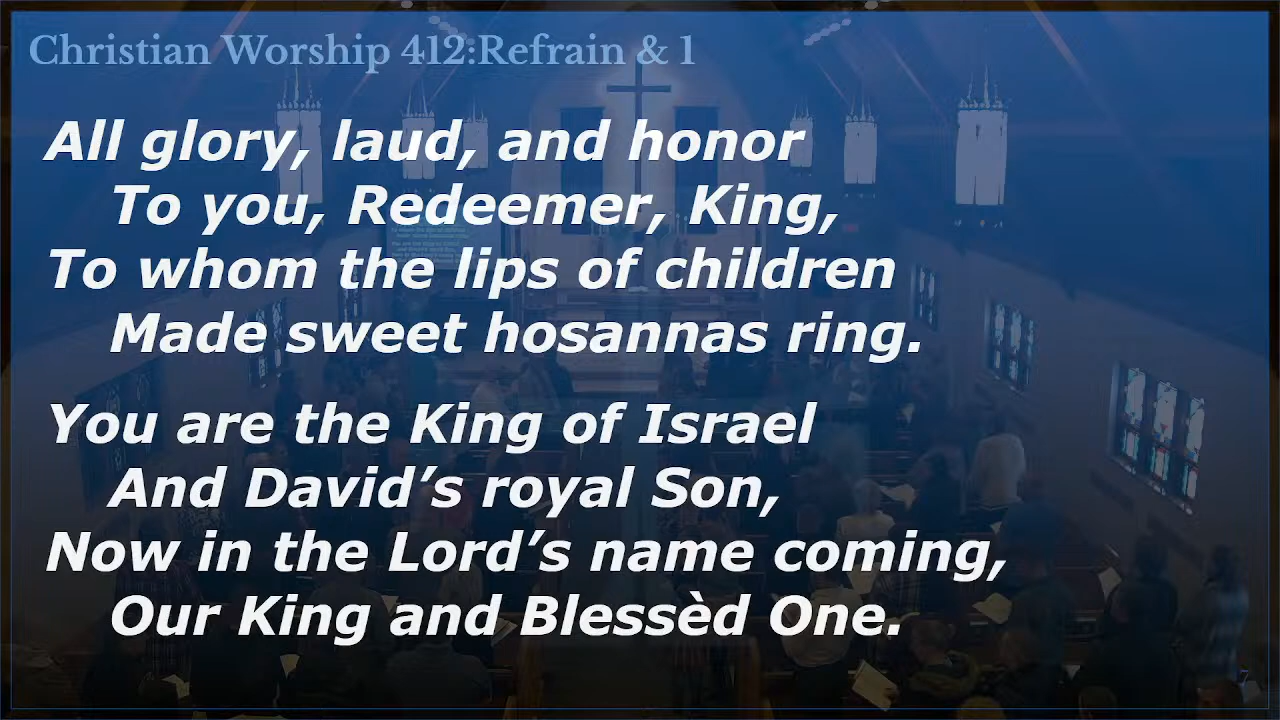 Christian Worship 412:Refrain & 1
All glory, laud, and honor
To you, Redeemer, King,
To whom the lips of children
Made sweet hosannas ring.
You are the King of Israel
And David’s royal Son,
Now in the Lord’s name coming,
Our King and Blessèd One.